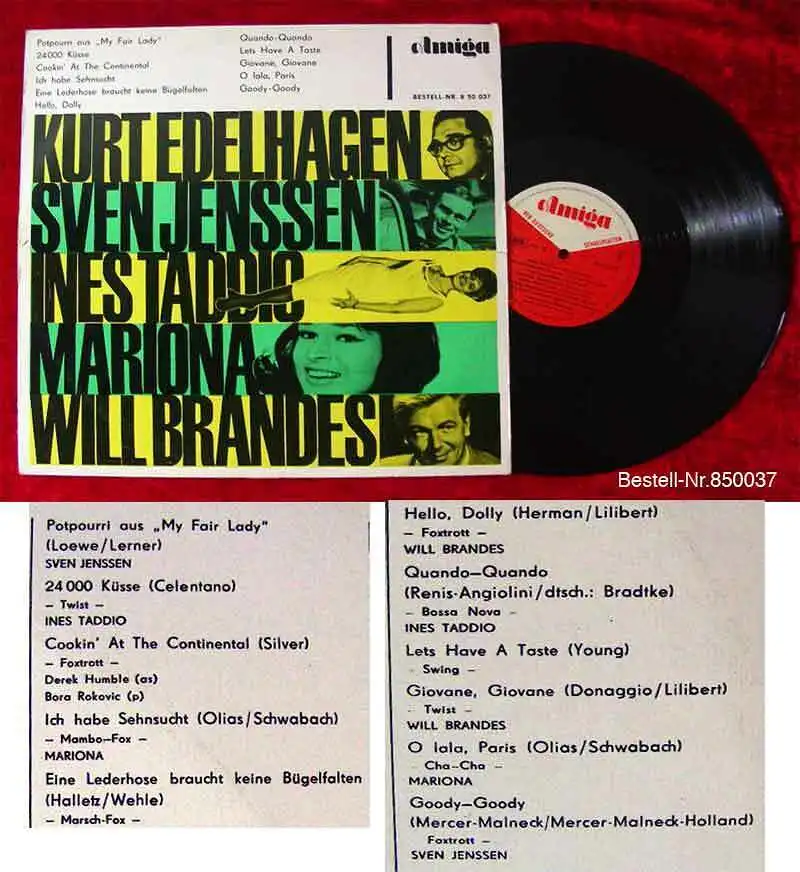 Potpourri aus „My Fair Lady"
24000 Küsse
Cookin' At The Continental
Ich habe Sehnsucht
Eine Lederhose braucht keine Bügelfalten
Hello, Dolly
Quando-Quando
Lets Have A Taste
Giovane, Giovane
O lala, Paris
Goody-Goody
Amiga
BESTELL-NR. 8 50 037
KURT EDELHAGEN
SVEN JENSSEN
INES TADDIO
MARIONA
WILL BRANDES
Amiga
VEB DEUTSCHE SCHALLPLATTEN
Bestell-Nr.850037
Potpourri aus „My Fair Lady"
(Loewe/Lerner)
SVEN JENSSEN
24 000 Küsse (Celentano)
– Twist –
INES TADDIO
Cookin' At The Continental (Silver)
– Foxtrott –
Derek Humble (as)
Bora Rokovic (p)
Ich habe Sehnsucht (Olias/Schwabach)
– Mambo-Fox –
MARIONA
Eine Lederhose braucht keine Bügelfalten
(Halletz/Wehle)
– Marsch-Fox –
Hello, Dolly (Herman/Lilibert)
– Foxtrott –
WILL BRANDES
Quando—Quando
(Renis-Angiolini/dtsch.: Bradtke)
– Bossa Nova –
INES TADDIO
Lets Have A Taste (Young)
- Swing –
Giovane, Giovane (Donaggio/Lilibert)
- Twist –
WILL BRANDES
O lala, Paris (Olias/Schwabach)
- Cha-Cha –
MARIONA
Goody—Goody
(Mercer-Malneck/Mercer-Malneck-Holland)
Foxtrott –
SVEN JENSSEN